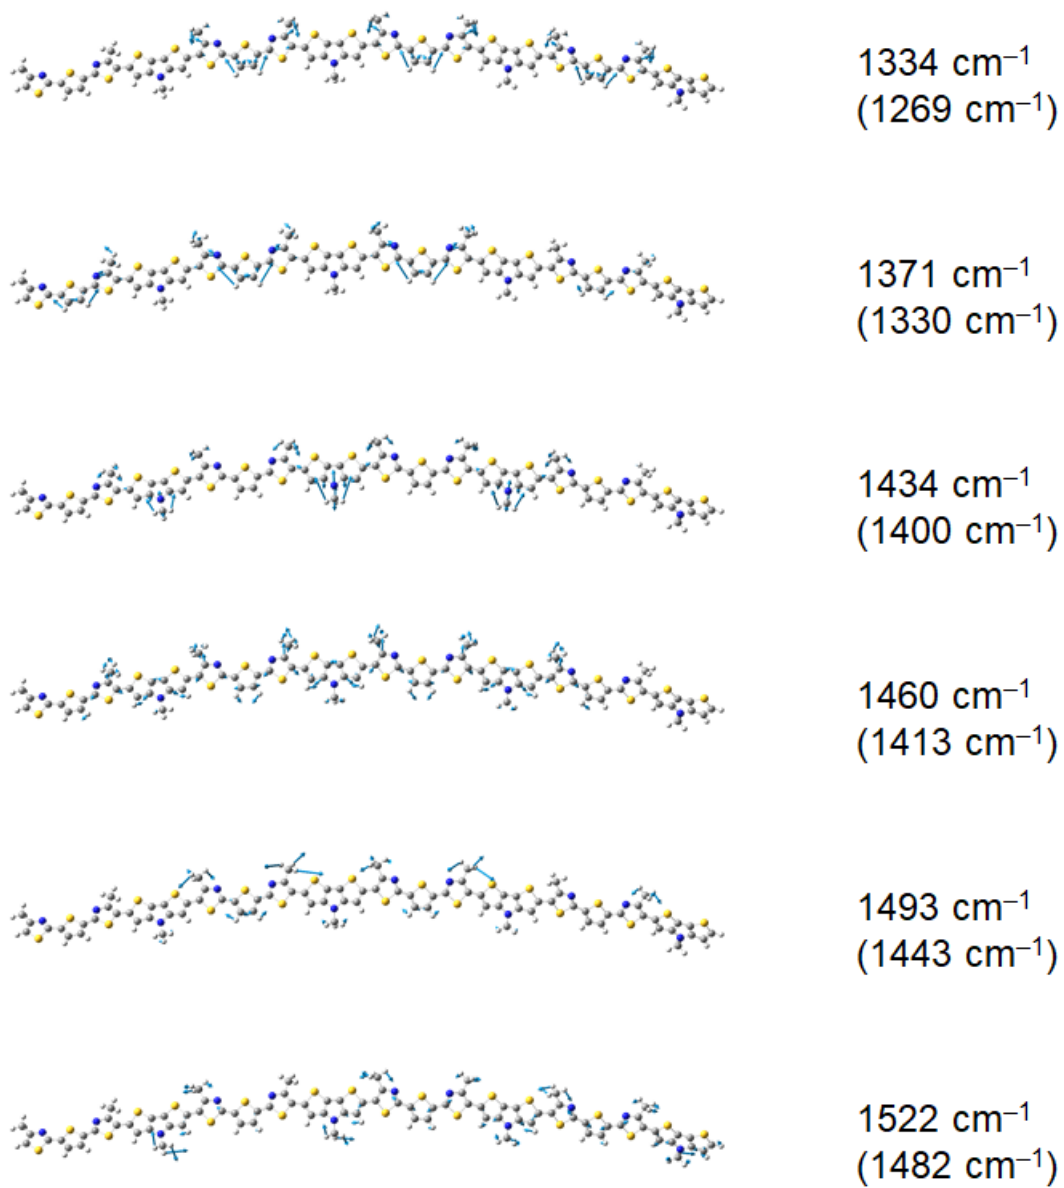 1334 cm⁻¹
(1269 cm⁻¹)
1371 cm⁻¹
(1330 cm⁻¹)
1434 cm⁻¹
(1400 cm⁻¹)
1460 cm⁻¹
(1413 cm⁻¹)
1493 cm⁻¹
(1443 cm⁻¹)
1522 cm⁻¹
(1482 cm⁻¹)